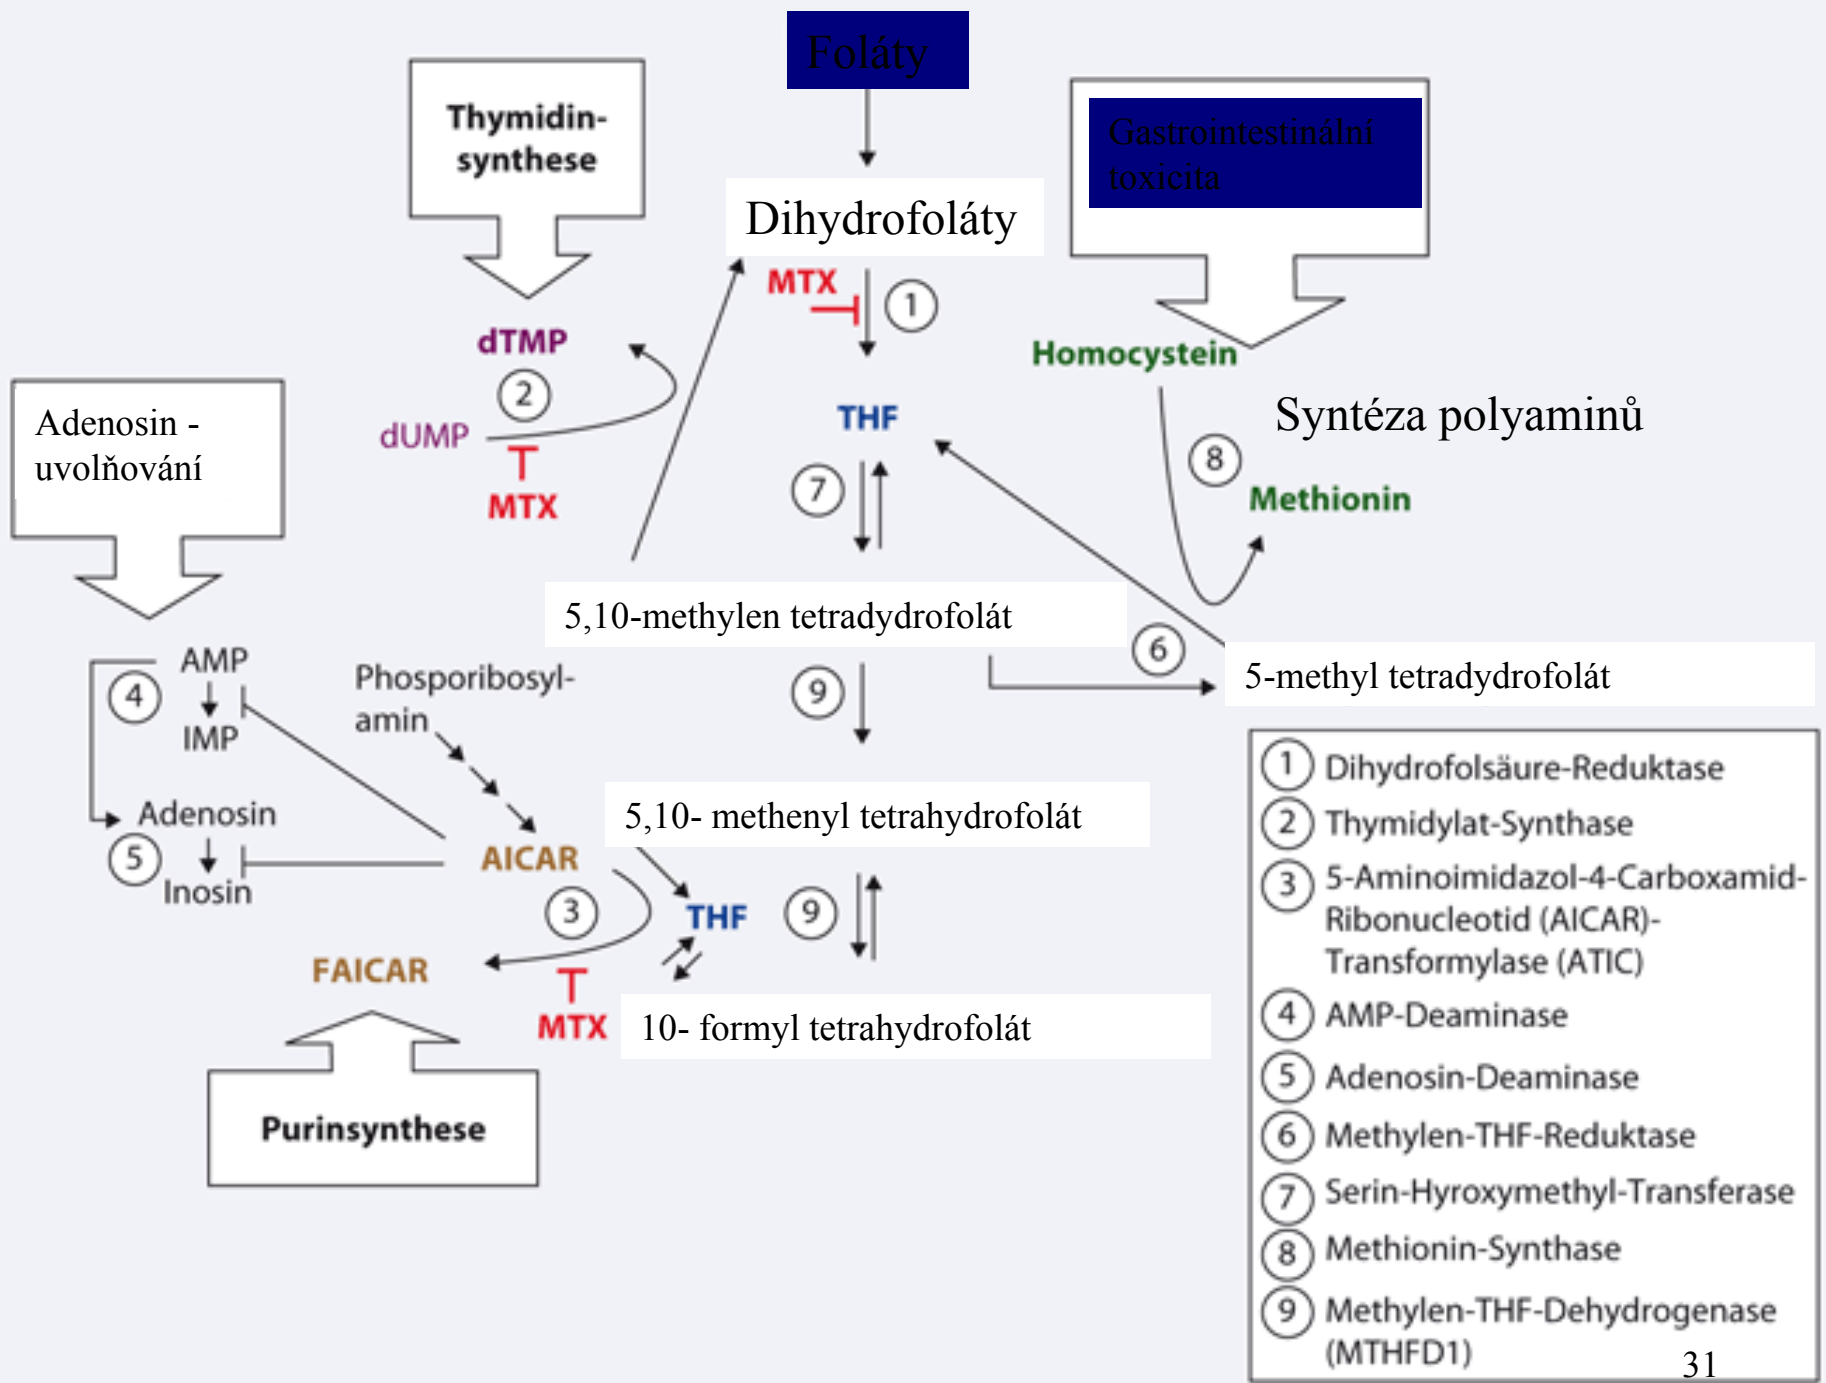 Foláty
Thymidin-
synthese
Gastrointestinální
toxicita
Dihydrofoláty
MTX
1
dTMP
2
dUMP
MTX
Homocystein
Syntéza polyaminů
8
Methionin
THF
7
Adenosin -
uvolňování
5,10-methylen tetradydrofolát
6
5-methyl tetradydrofolát
AMP
4
IMP
Phosporibosyl-
amin
9
Adenosin
5
Inosin
5,10- methenyl tetrahydrofolát
AICAR
3
THF
9
FAICAR
MTX
10- formyl tetrahydrofolát
Purinsynthese
1 Dihydrofolsäure-Reduktase
2 Thymidylat-Synthase
3 5-Aminoimidazol-4-Carboxamid-
Ribonucleotid (AICAR)-
Transformylase (ATIC)
4 AMP-Deaminase
5 Adenosin-Deaminase
6 Methylen-THF-Reduktase
7 Serin-Hyroxymethyl-Transferase
8 Methionin-Synthase
9 Methylen-THF-Dehydrogenase
(MTHFD1)
31